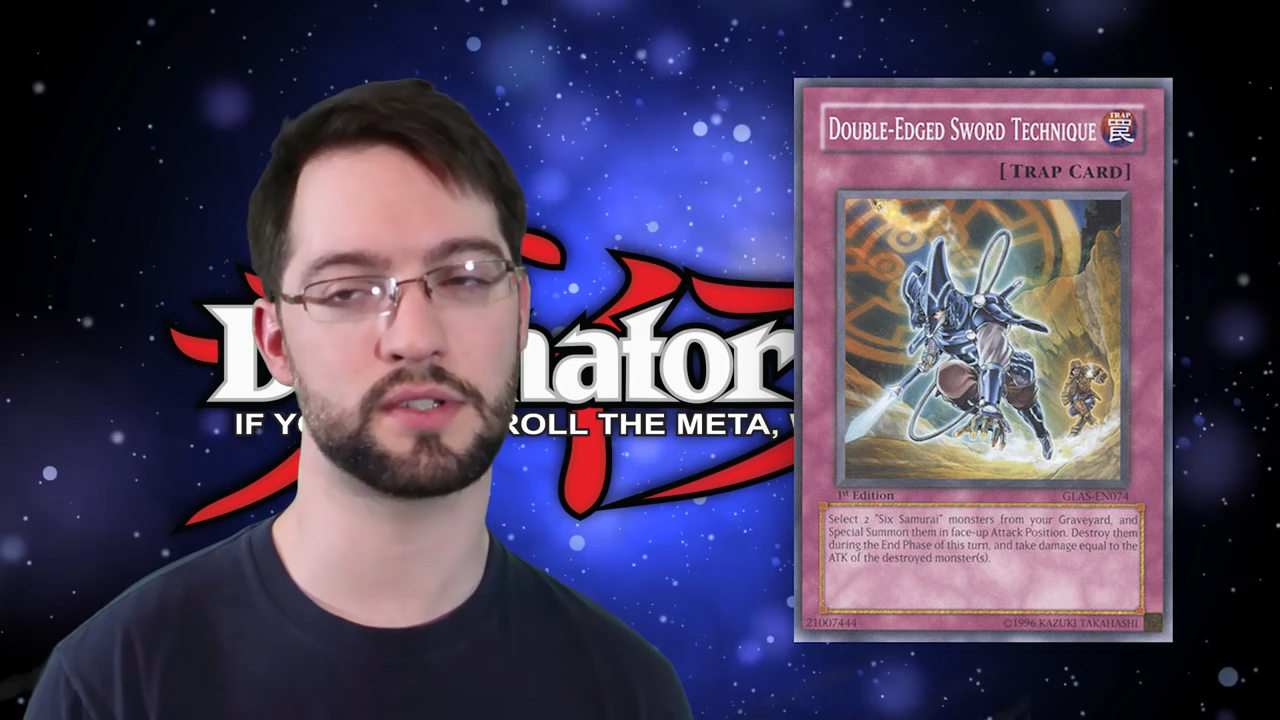 D nator
IF YO ROLL THE META,
DOUBLE-EDGED SWORD TECHNIQUE
TRAP
罠
[TRAP CARD]
1st Edition GLAS-EN074
Select 2 "Six Samurai" monsters from your Graveyard, and
Special Summon them in face-up Attack Position. Destroy them
during the End Phase of this turn, and take damage equal to the
ATK of the destroyed monster(s).
21007444 ©1996 KAZUKI TAKAHASHI